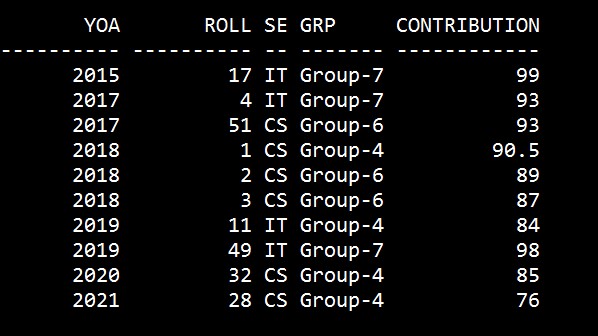 YOA ROLL SE GRP CONTRIBUTION
---------- ---------- -- ------- ------------
2015 17 IT Group-7 99
2017 4 IT Group-7 93
2017 51 CS Group-6 93
2018 1 CS Group-4 90.5
2018 2 CS Group-6 89
2018 3 CS Group-6 87
2019 11 IT Group-4 84
2019 49 IT Group-7 98
2020 32 CS Group-4 85
2021 28 CS Group-4 76